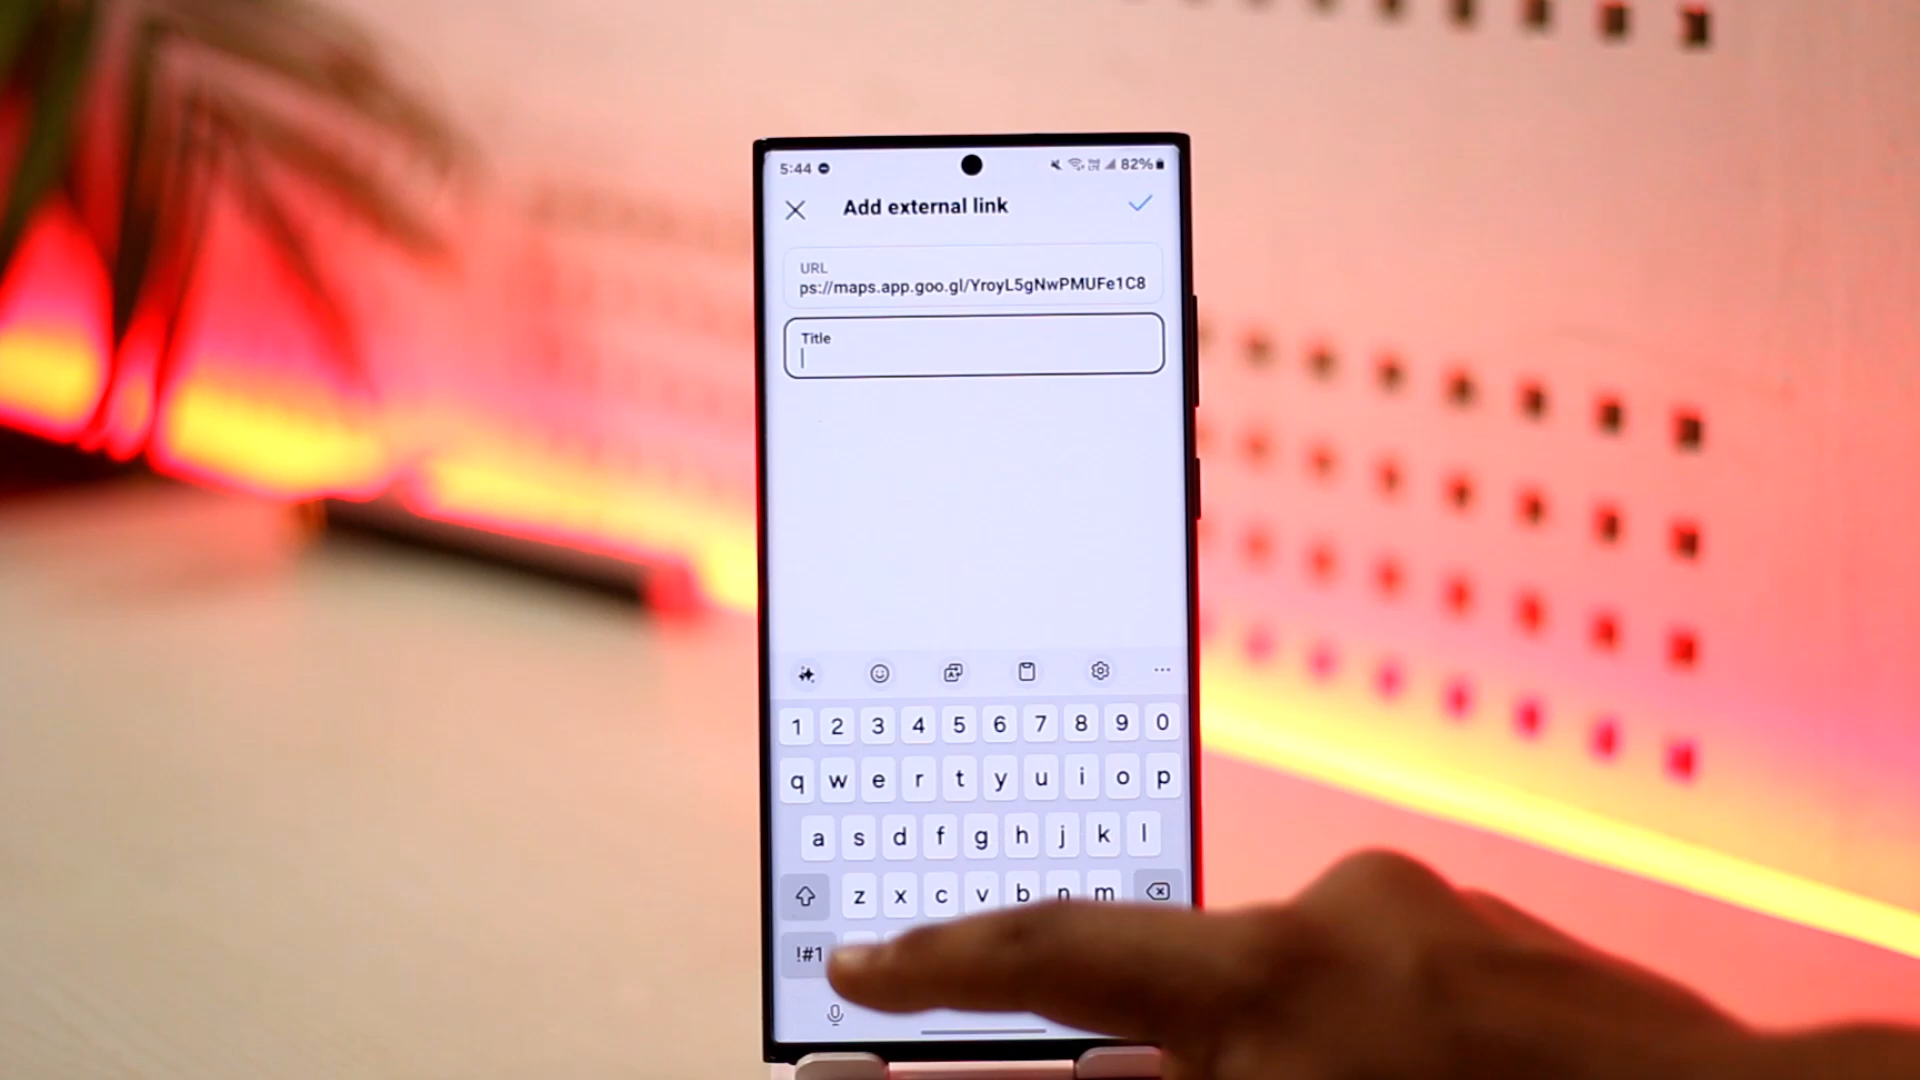 5:44 82%
Add external link
URL
ps://maps.app.goo.gl/YroyL5gNwPMUFe1C8
Title
1 2 3 4 5 6 7 8 9 0
q w e r t y u i o p
a s d f g h j k l
z x c v b n m
!#1